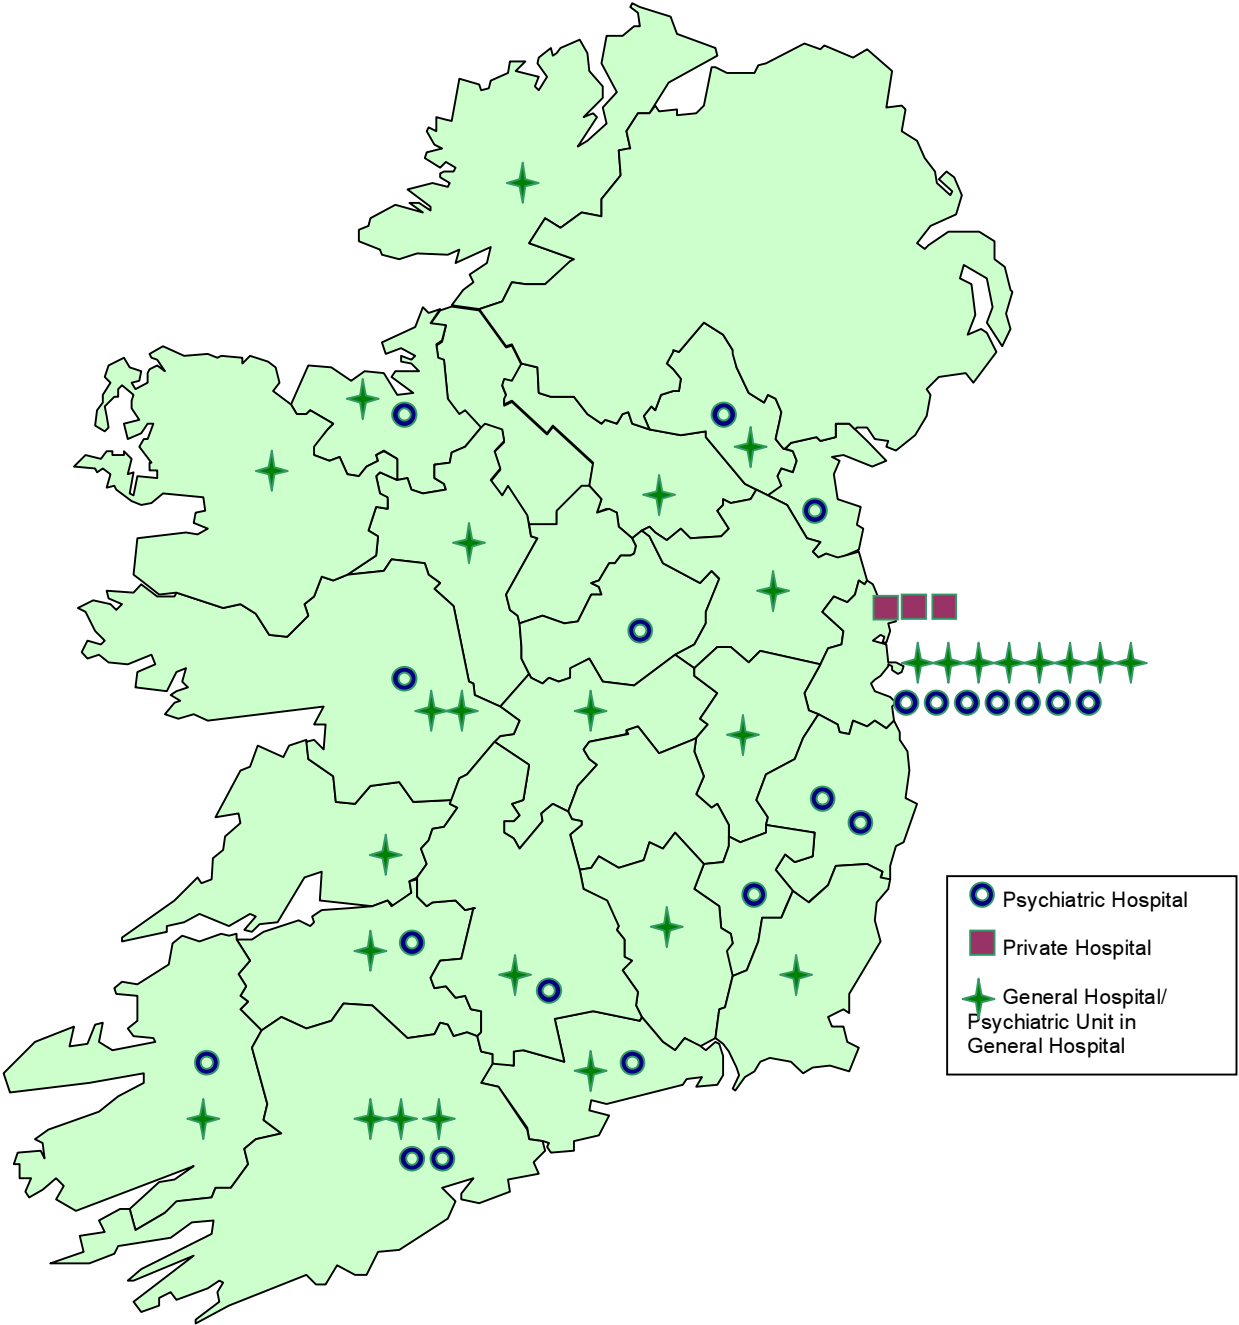 Psychiatric Hospital
Private Hospital
General Hospital/
Psychiatric Unit in
General Hospital